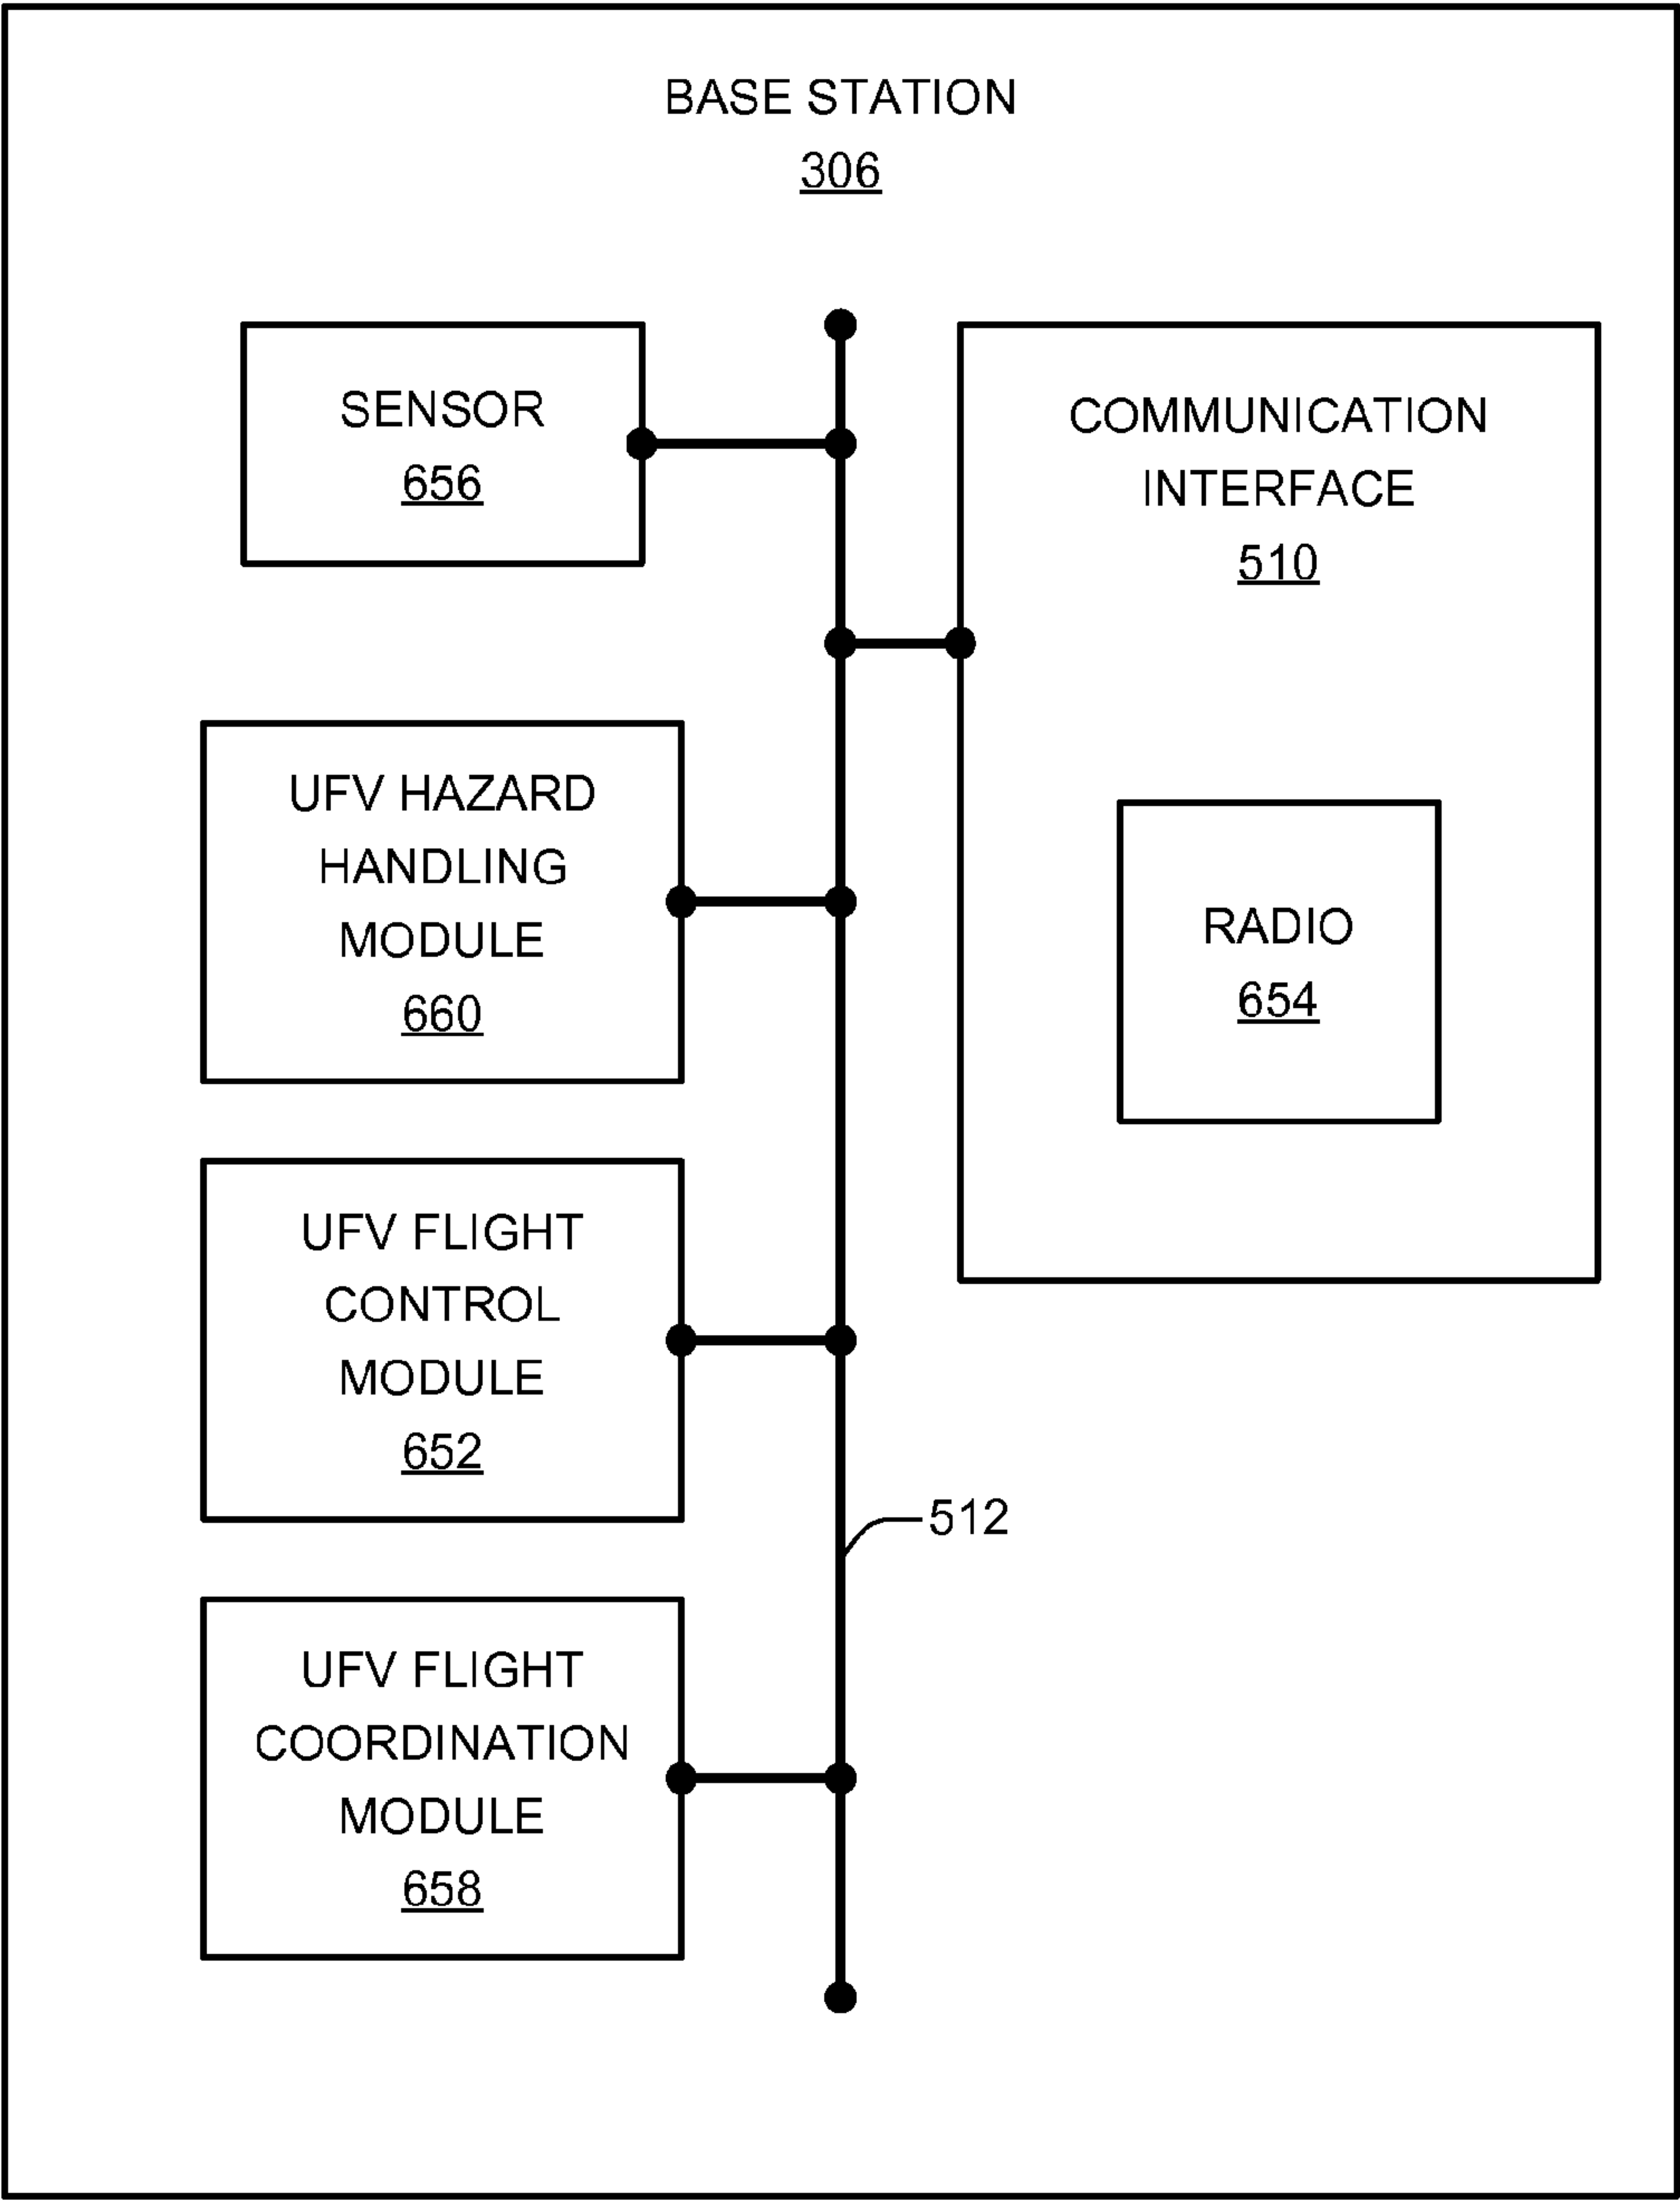 BASE STATION
306
SENSOR
656
COMMUNICATION
INTERFACE
510
UFV HAZARD
HANDLING
MODULE
660
RADIO
654
UFV FLIGHT
CONTROL
MODULE
652
512
UFV FLIGHT
COORDINATION
MODULE
658